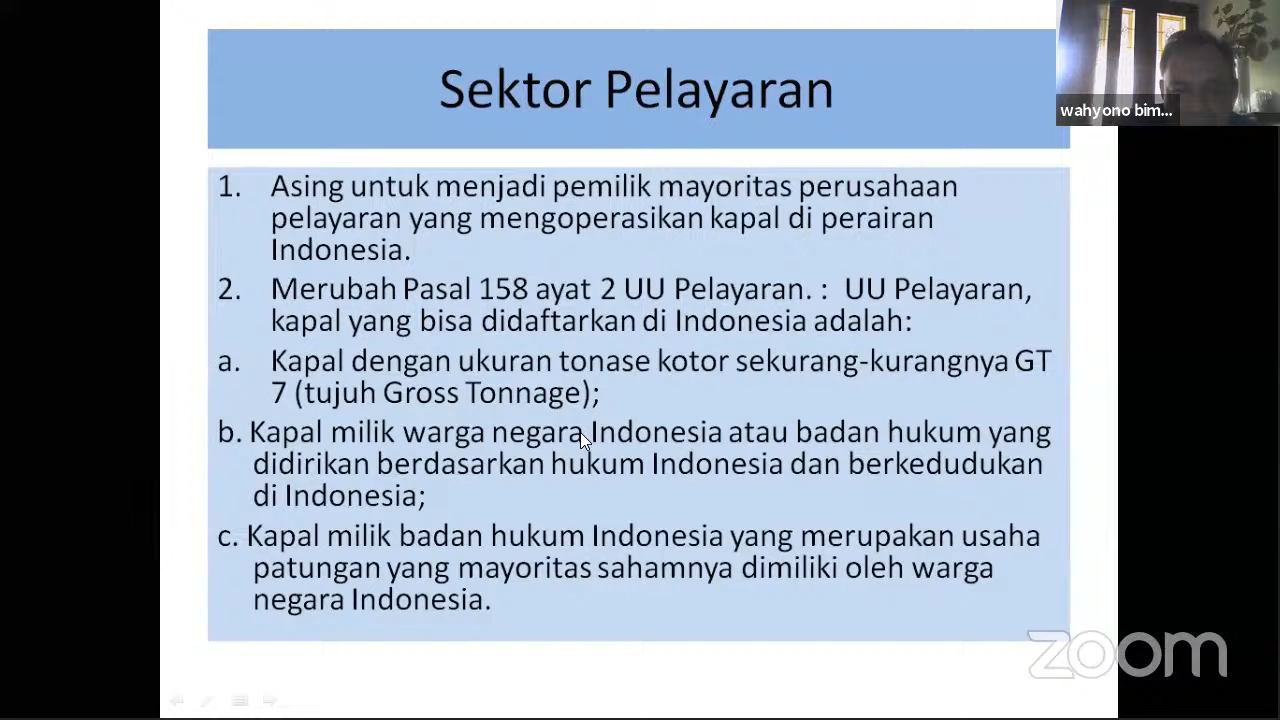 Sektor Pelayaran
wahyono bim...
1. Asing untuk menjadi pemilik mayoritas perusahaan
pelayaran yang mengoperasikan kapal di perairan
Indonesia.
2. Merubah Pasal 158 ayat 2 UU Pelayaran. : UU Pelayaran,
kapal yang bisa didaftarkan di Indonesia adalah:
a. Kapal dengan ukuran tonase kotor sekurang-kurangnya GT
7 (tujuh Gross Tonnage);
b. Kapal milik warga negara Indonesia atau badan hukum yang
didirikan berdasarkan hukum Indonesia dan berkedudukan
di Indonesia;
c. Kapal milik badan hukum Indonesia yang merupakan usaha
patungan yang mayoritas sahamnya dimiliki oleh warga
negara Indonesia.
zoom